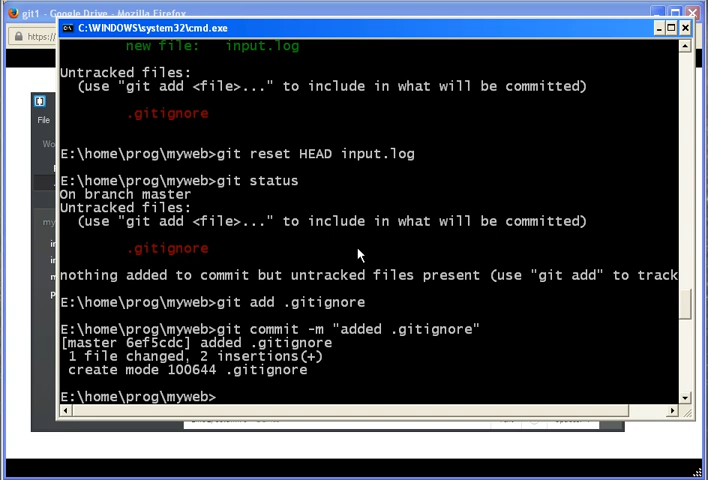 git1 - Google Drive - Mozilla Firefox
https://
C:\WINDOWS\system32\cmd.exe
File
new file:   input.log
Untracked files:
(use "git add <file>..." to include in what will be committed)
.gitignore
E:\home\prog\myweb>git reset HEAD input.log
E:\home\prog\myweb>git status
On branch master
Untracked files:
(use "git add <file>..." to include in what will be committed)
.gitignore
nothing added to commit but untracked files present (use "git add" to track
E:\home\prog\myweb>git add .gitignore
E:\home\prog\myweb>git commit -m "added .gitignore"
[master 6ef5cdc] added .gitignore
1 file changed, 2 insertions(+)
create mode 100644 .gitignore
E:\home\prog\myweb>